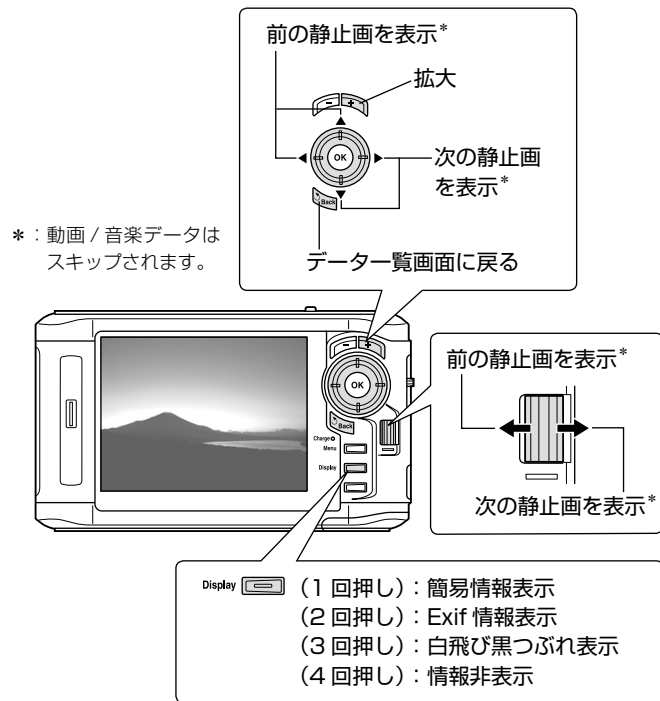 前の静止画を表示*
拡大
− +
OK
次の静止画
を表示*
Back
データ一覧画面に戻る
*：動画 / 音楽データは
スキップされます。
− +
OK
Back
Charge
Menu
Display
前の静止画を表示*
次の静止画を表示*
Display （1 回押し）：簡易情報表示
（2 回押し）：Exif 情報表示
（3 回押し）：白飛び黒つぶれ表示
（4 回押し）：情報非表示